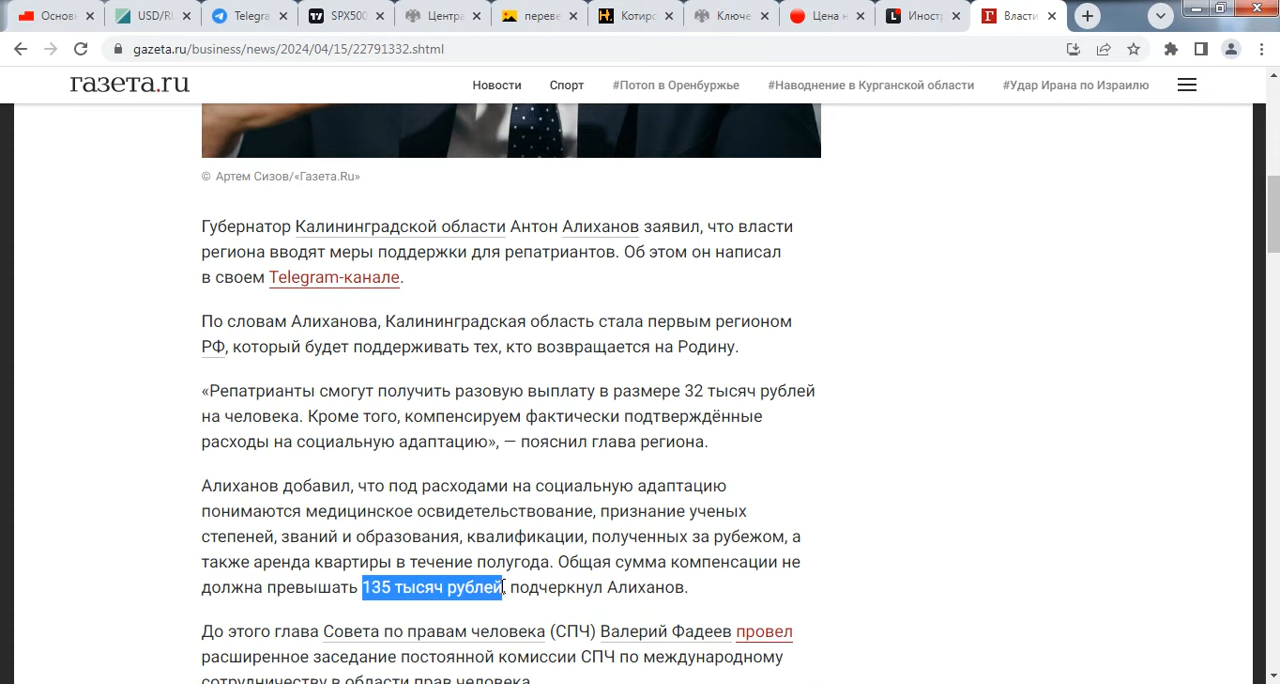 Основ
USD/RU
Telegra
SPX500
Центра
переве
Котирс
Ключе
Цена н
Иностр
Власти
gazeta.ru/business/news/2024/04/15/22791332.shtml
газета.ru
Новости
Спорт
#Потоп в Оренбуржье
#Наводнение в Курганской области
#Удар Ирана по Израилю
© Артем Сизов/«Газета.Ru»
Губернатор Калининградской области Антон Алиханов заявил, что власти
региона вводят меры поддержки для репатриантов. Об этом он написал
в своем Telegram-канале.
По словам Алиханова, Калининградская область стала первым регионом
РФ, который будет поддерживать тех, кто возвращается на Родину.
«Репатрианты смогут получить разовую выплату в размере 32 тысяч рублей
на человека. Кроме того, компенсируем фактически подтверждённые
расходы на социальную адаптацию», — пояснил глава региона.
Алиханов добавил, что под расходами на социальную адаптацию
понимаются медицинское освидетельствование, признание ученых
степеней, званий и образования, квалификации, полученных за рубежом, а
также аренда квартиры в течение полугода. Общая сумма компенсации не
должна превышать 135 тысяч рублей, подчеркнул Алиханов.
До этого глава Совета по правам человека (СПЧ) Валерий Фадеев провел
расширенное заседание постоянной комиссии СПЧ по международному
сотрудничеству в области прав человека.